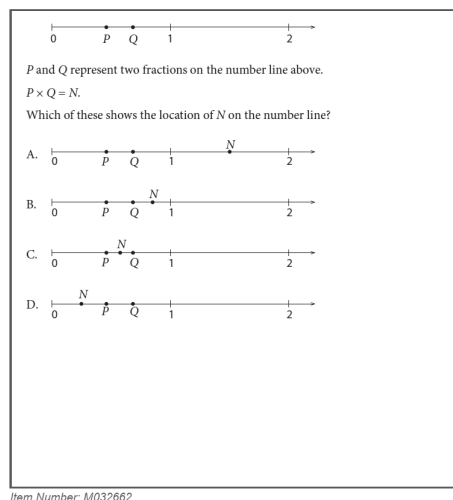 0 P Q 1 2
P and Q represent two fractions on the number line above.
P × Q = N.
Which of these shows the location of N on the number line?
N
A. 0 P Q 1 2
N
B. 0 P Q 1 2
N
C. 0 P Q 1 2
N
D. 0 P Q 1 2
Item Number: M032662